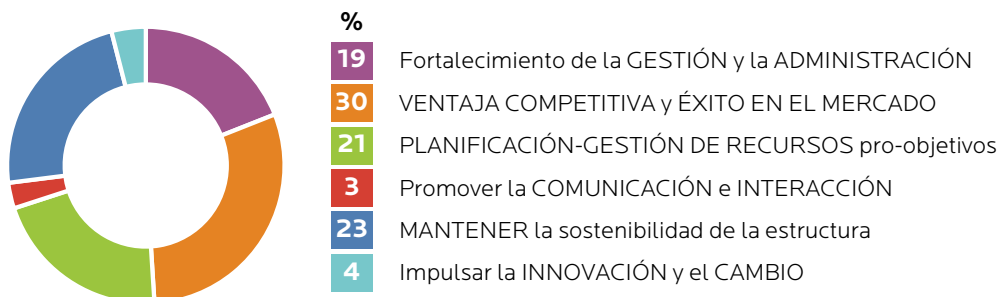 %
19 Fortalecimiento de la GESTIÓN y la ADMINISTRACIÓN
30 VENTAJA COMPETITIVA y ÉXITO EN EL MERCADO
21 PLANIFICACIÓN-GESTIÓN DE RECURSOS pro-objetivos
3 Promover la COMUNICACIÓN e INTERACCIÓN
23 MANTENER la sostenibilidad de la estructura
4 Impulsar la INNOVACIÓN y el CAMBIO